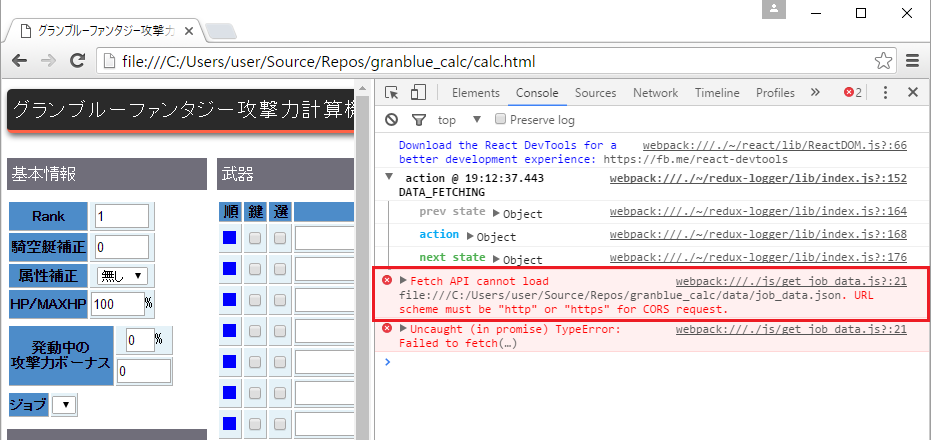 グランブルーファンタジー攻撃力
file:///C:/Users/user/Source/Repos/granblue_calc/calc.html
グランブルーファンタジー攻撃力計算機
基本情報
Rank 1
騎空艇補正 0
属性補正 無し
HP/MAXHP 100 %
発動中の
攻撃力ボーナス
0 %
0
ジョブ
武器
順 鍵 選
Elements Console Sources Network Timeline Profiles » 2
top Preserve log
Download the React DevTools for a webpack:///./~/react/lib/ReactDOM.js?:66
better development experience: https://fb.me/react-devtools
action @ 19:12:37.443 webpack:///./~/redux-logger/lib/index.js?:152
DATA_FETCHING
prev state Object webpack:///./~/redux-logger/lib/index.js?:164
action Object webpack:///./~/redux-logger/lib/index.js?:168
next state Object webpack:///./~/redux-logger/lib/index.js?:176
Fetch API cannot load webpack:///./js/get_job_data.js?:21
file:///C:/Users/user/Source/Repos/granblue_calc/data/job_data.json. URL
scheme must be "http" or "https" for CORS request.
Uncaught (in promise) TypeError: webpack:///./js/get_job_data.js?:21
Failed to fetch(…)